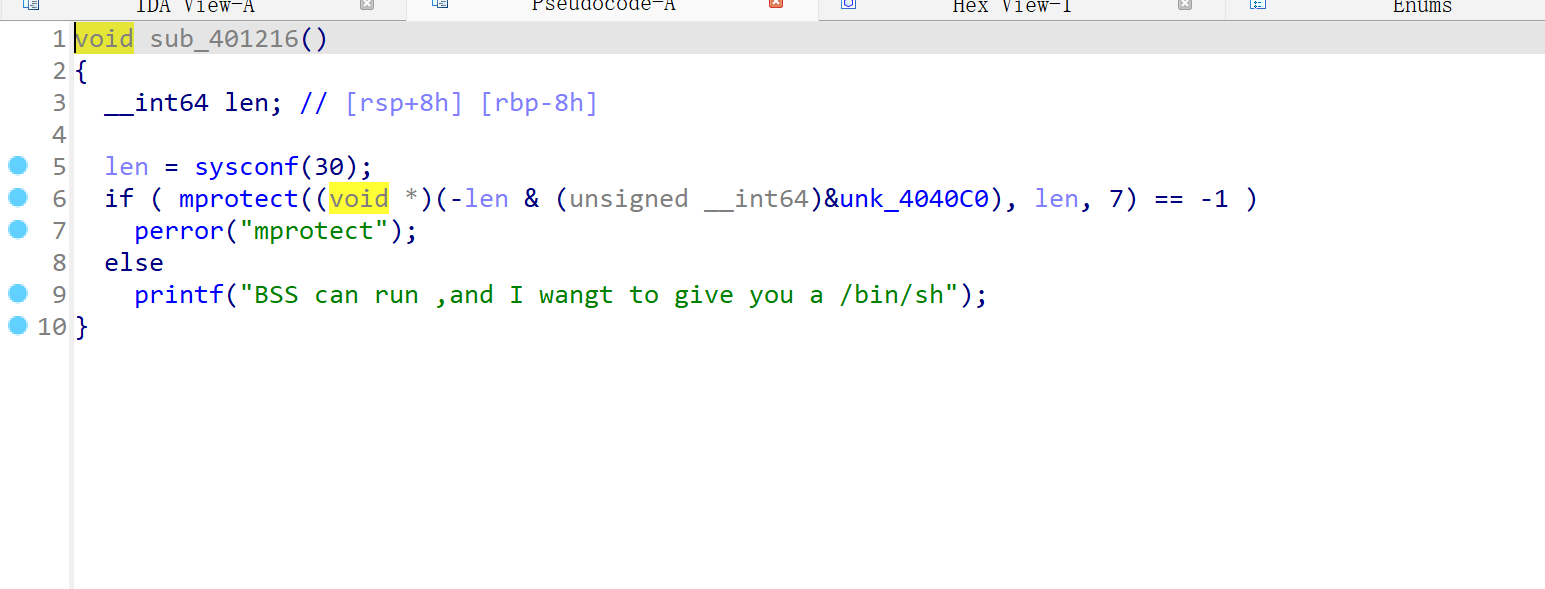 IDA View-A Pseudocode-A Hex View-1 Enums
1 void sub_401216()
2 {
3   __int64 len; // [rsp+8h] [rbp-8h]
4
5   len = sysconf(30);
6   if ( mprotect((void *)(-len & (unsigned __int64)&unk_4040C0), len, 7) == -1 )
7     perror("mprotect");
8   else
9     printf("BSS can run ,and I wangt to give you a /bin/sh");
10 }